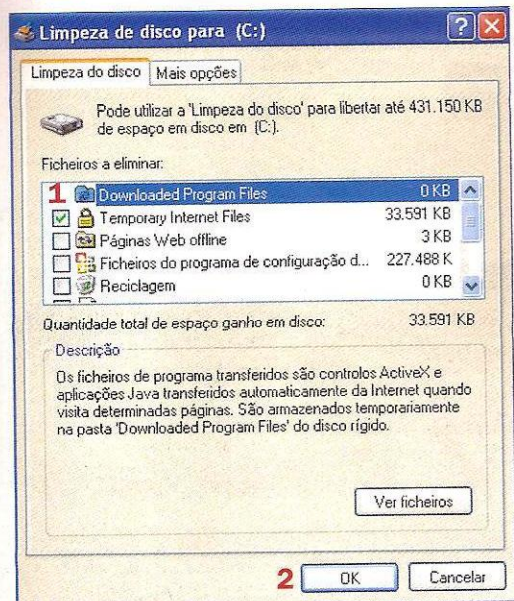 Limpeza de disco para (C:)
Limpeza do disco Mais opções
Pode utilizar a 'Limpeza do disco' para libertar até 431.150 KB
de espaço em disco em (C:).
Ficheiros a eliminar:
1 Downloaded Program Files 0 KB
Temporary Internet Files 33.591 KB
Páginas Web offline 3 KB
Ficheiros do programa de configuração d... 227.488 K
Reciclagem 0 KB
Quantidade total de espaço ganho em disco: 33.591 KB
Descrição
Os ficheiros de programa transferidos são controlos ActiveX e
aplicações Java transferidos automaticamente da Internet quando
visita determinadas páginas. São armazenados temporariamente
na pasta 'Downloaded Program Files' do disco rígido.
Ver ficheiros
2 OK Cancelar